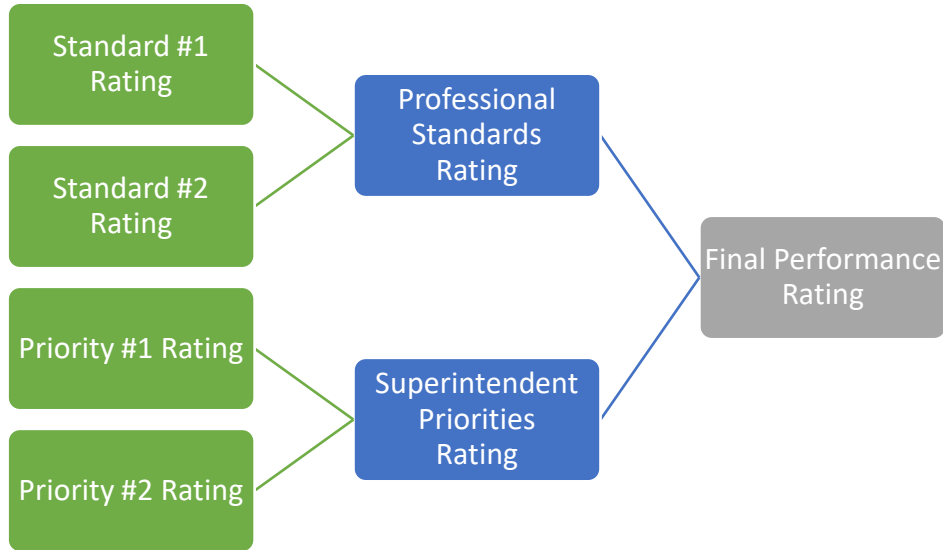 Standard #1
Rating
Standard #2
Rating
Priority #1 Rating
Priority #2 Rating
Professional
Standards
Rating
Superintendent
Priorities
Rating
Final Performance
Rating